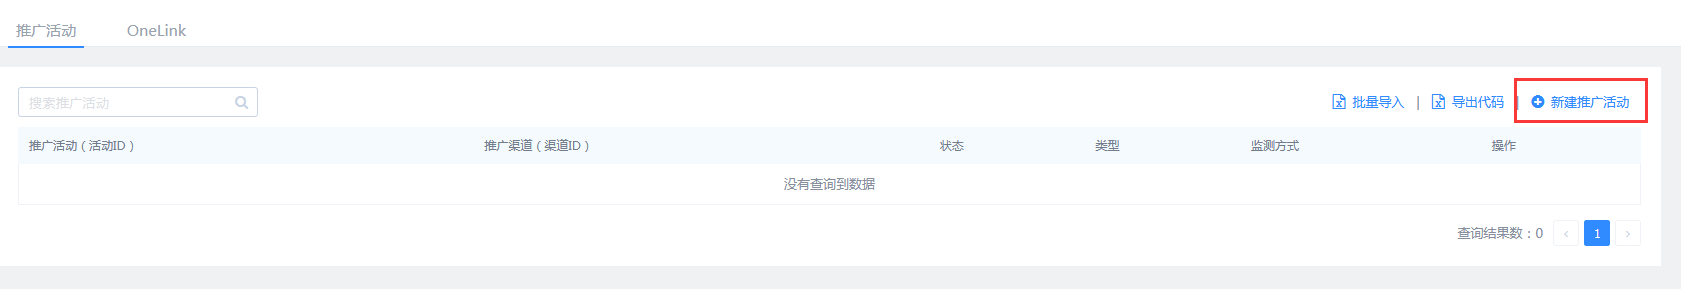 推广活动 OneLink
搜索推广活动 批量导入 | 导出代码 | 新建推广活动
推广活动（活动ID） 推广渠道（渠道ID） 状态 类型 监测方式 操作
没有查询到数据
查询结果数：0 < 1 >